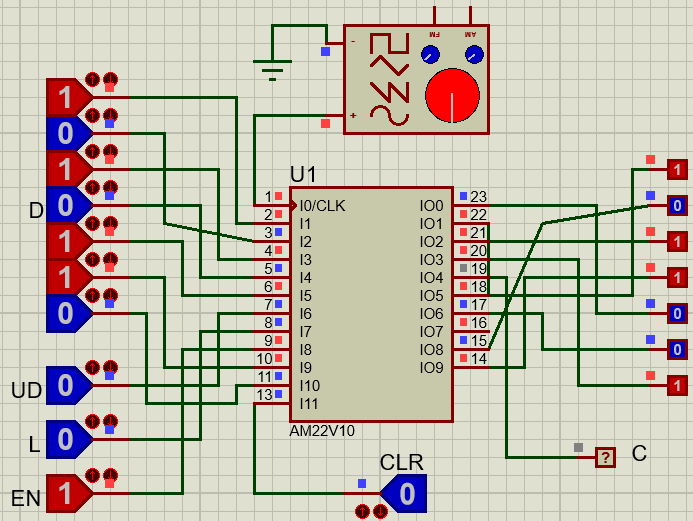 FM AM
-
+
1
0
1
0
D
1
1
0
UD 0
L 0
EN 1
U1
1 I0/CLK IO0 23
2 I1 IO1 22
3 I2 IO2 21
4 I3 IO3 20
5 I4 IO4 19
6 I5 IO5 18
7 I6 IO6 17
8 I7 IO7 16
9 I8 IO8 15
10 I9 IO9 14
11 I10
13 I11
AM22V10
1
0
1
1
0
0
1
? C
CLR
0